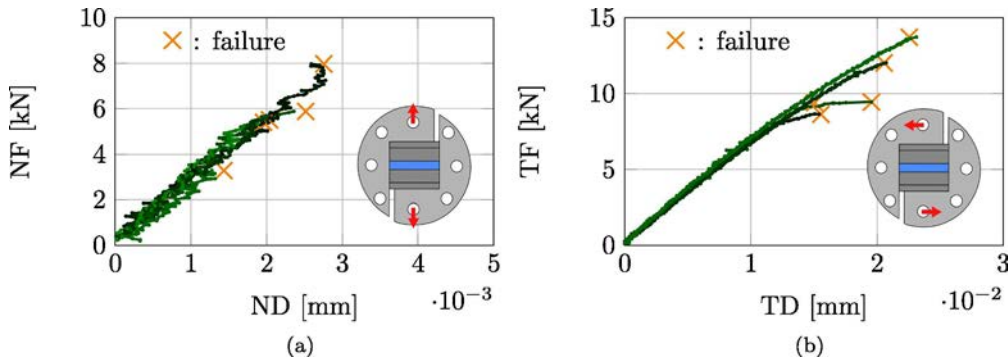 10
8
6
4
2
0
NF [kN]
× : failure
0 1 2 3 4 5
ND [mm] ·10⁻³
(a)
15
10
5
0
TF [kN]
× : failure
0 1 2 3
TD [mm] ·10⁻²
(b)